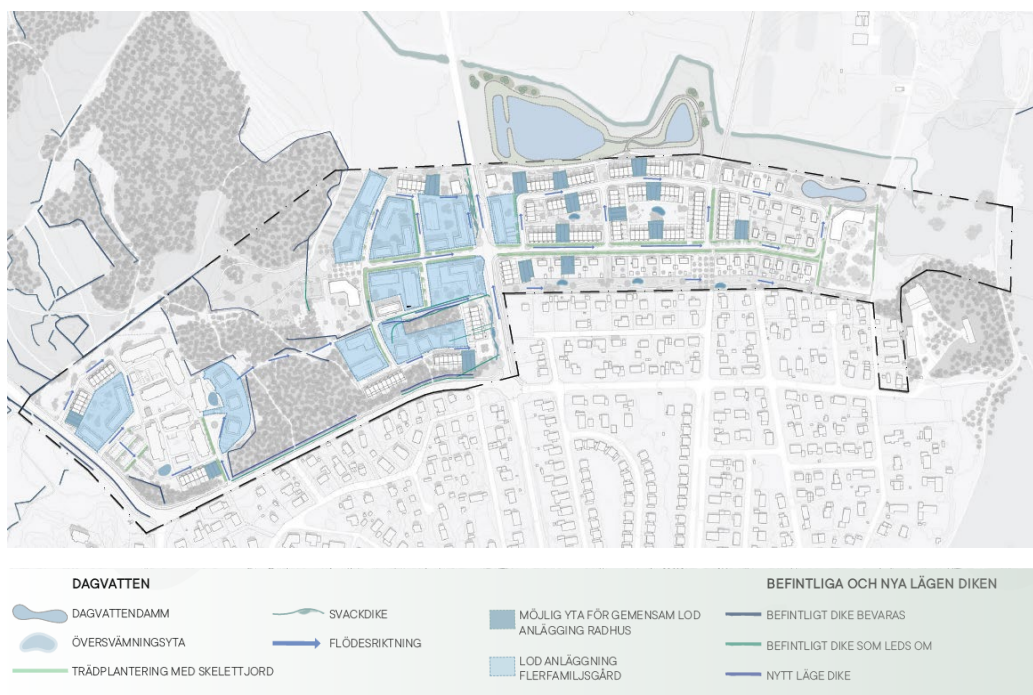 DAGVATTEN
DAGVATTENDAMM
ÖVERSVÄMNINGSYTA
TRÄDPLANTERING MED SKELETTJORD
SVACKDIKE
FLÖDESRIKTNING
MÖJLIG YTA FÖR GEMENSAM LOD
ANLÄGGING RADHUS
LOD ANLÄGGNING
FLERFAMILJSGÅRD
BEFINTLIGA OCH NYA LÄGEN DIKEN
BEFINTLIGT DIKE BEVARAS
BEFINTLIGT DIKE SOM LEDS OM
NYTT LÄGE DIKE